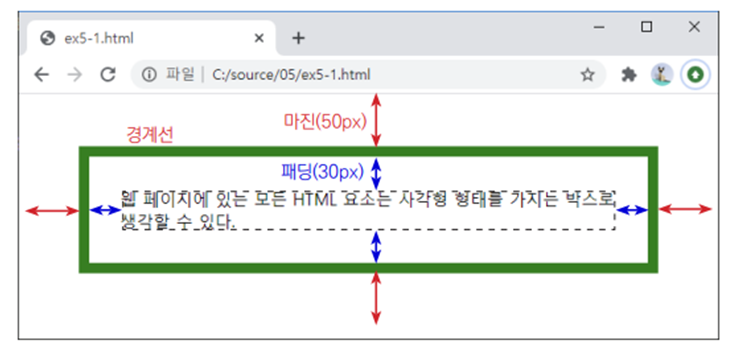 ex5-1.html
파일 | C:/source/05/ex5-1.html
마진(50px)
경계선
패딩(30px)
웹 페이지에 있는 모든 HTML 요소는 사각형 형태를 가지는 박스로
생각할 수 있다.